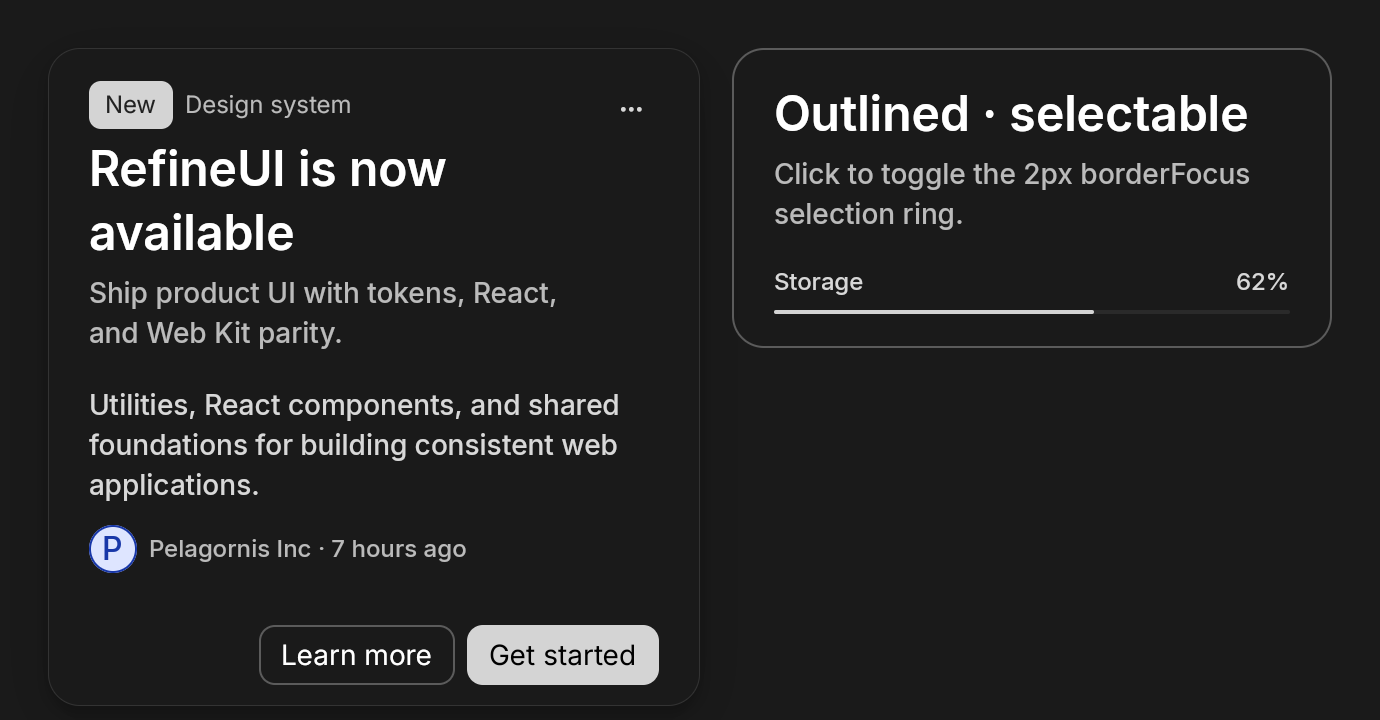 New Design system
RefineUI is now
available
Ship product UI with tokens, React,
and Web Kit parity.
Utilities, React components, and shared
foundations for building consistent web
applications.
P Pelagornis Inc · 7 hours ago
Learn more Get started
Outlined · selectable
Click to toggle the 2px borderFocus
selection ring.
Storage 62%